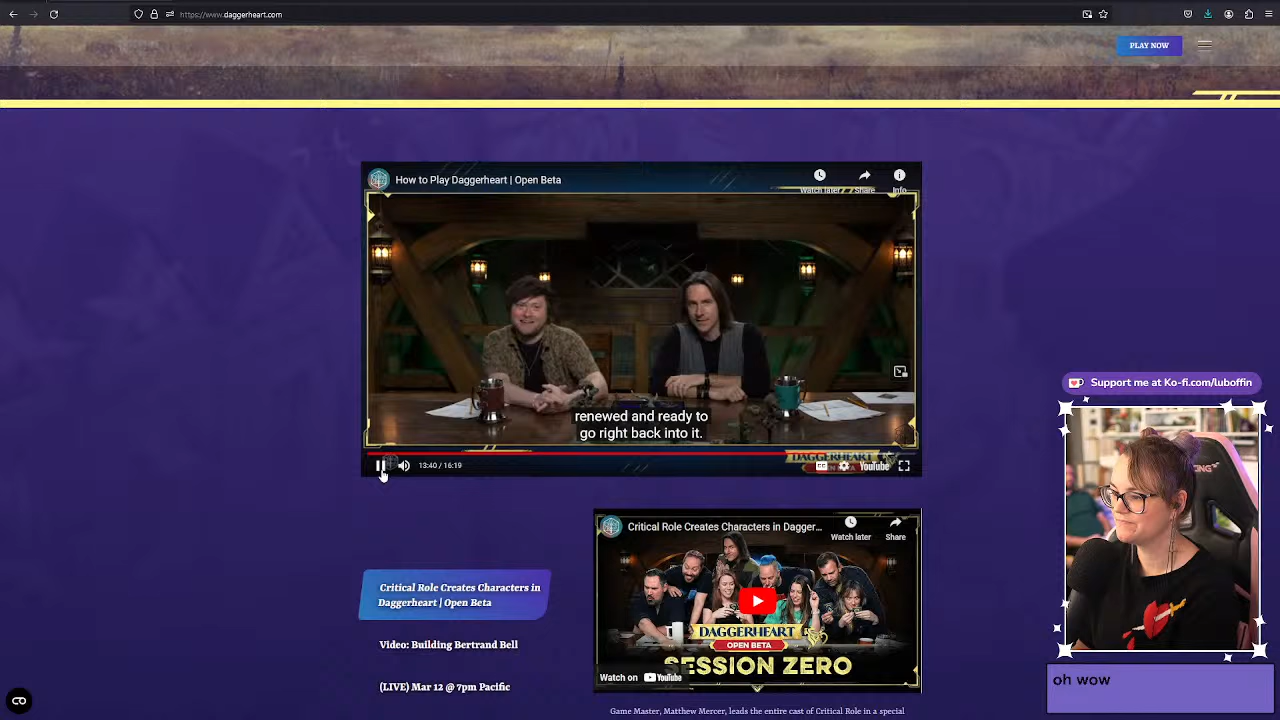 https://www.daggerheart.com
PLAY NOW
How to Play Daggerheart | Open Beta
Watch later
Share
Info
renewed and ready to
go right back into it.
13:40 / 16:19
DAGGERHEART
OPEN BETA
CC
YouTube
Support me at Ko-fi.com/luboffin
Critical Role Creates Characters in Dagger...
Watch later
Share
Critical Role Creates Characters in
Daggerheart | Open Beta
DAGGERHEART
OPEN BETA
SESSION ZERO
Video: Building Bertrand Bell
Watch on YouTube
(LIVE) Mar 12 @ 7pm Pacific
oh wow
Game Master, Matthew Mercer, leads the entire cast of Critical Role in a special